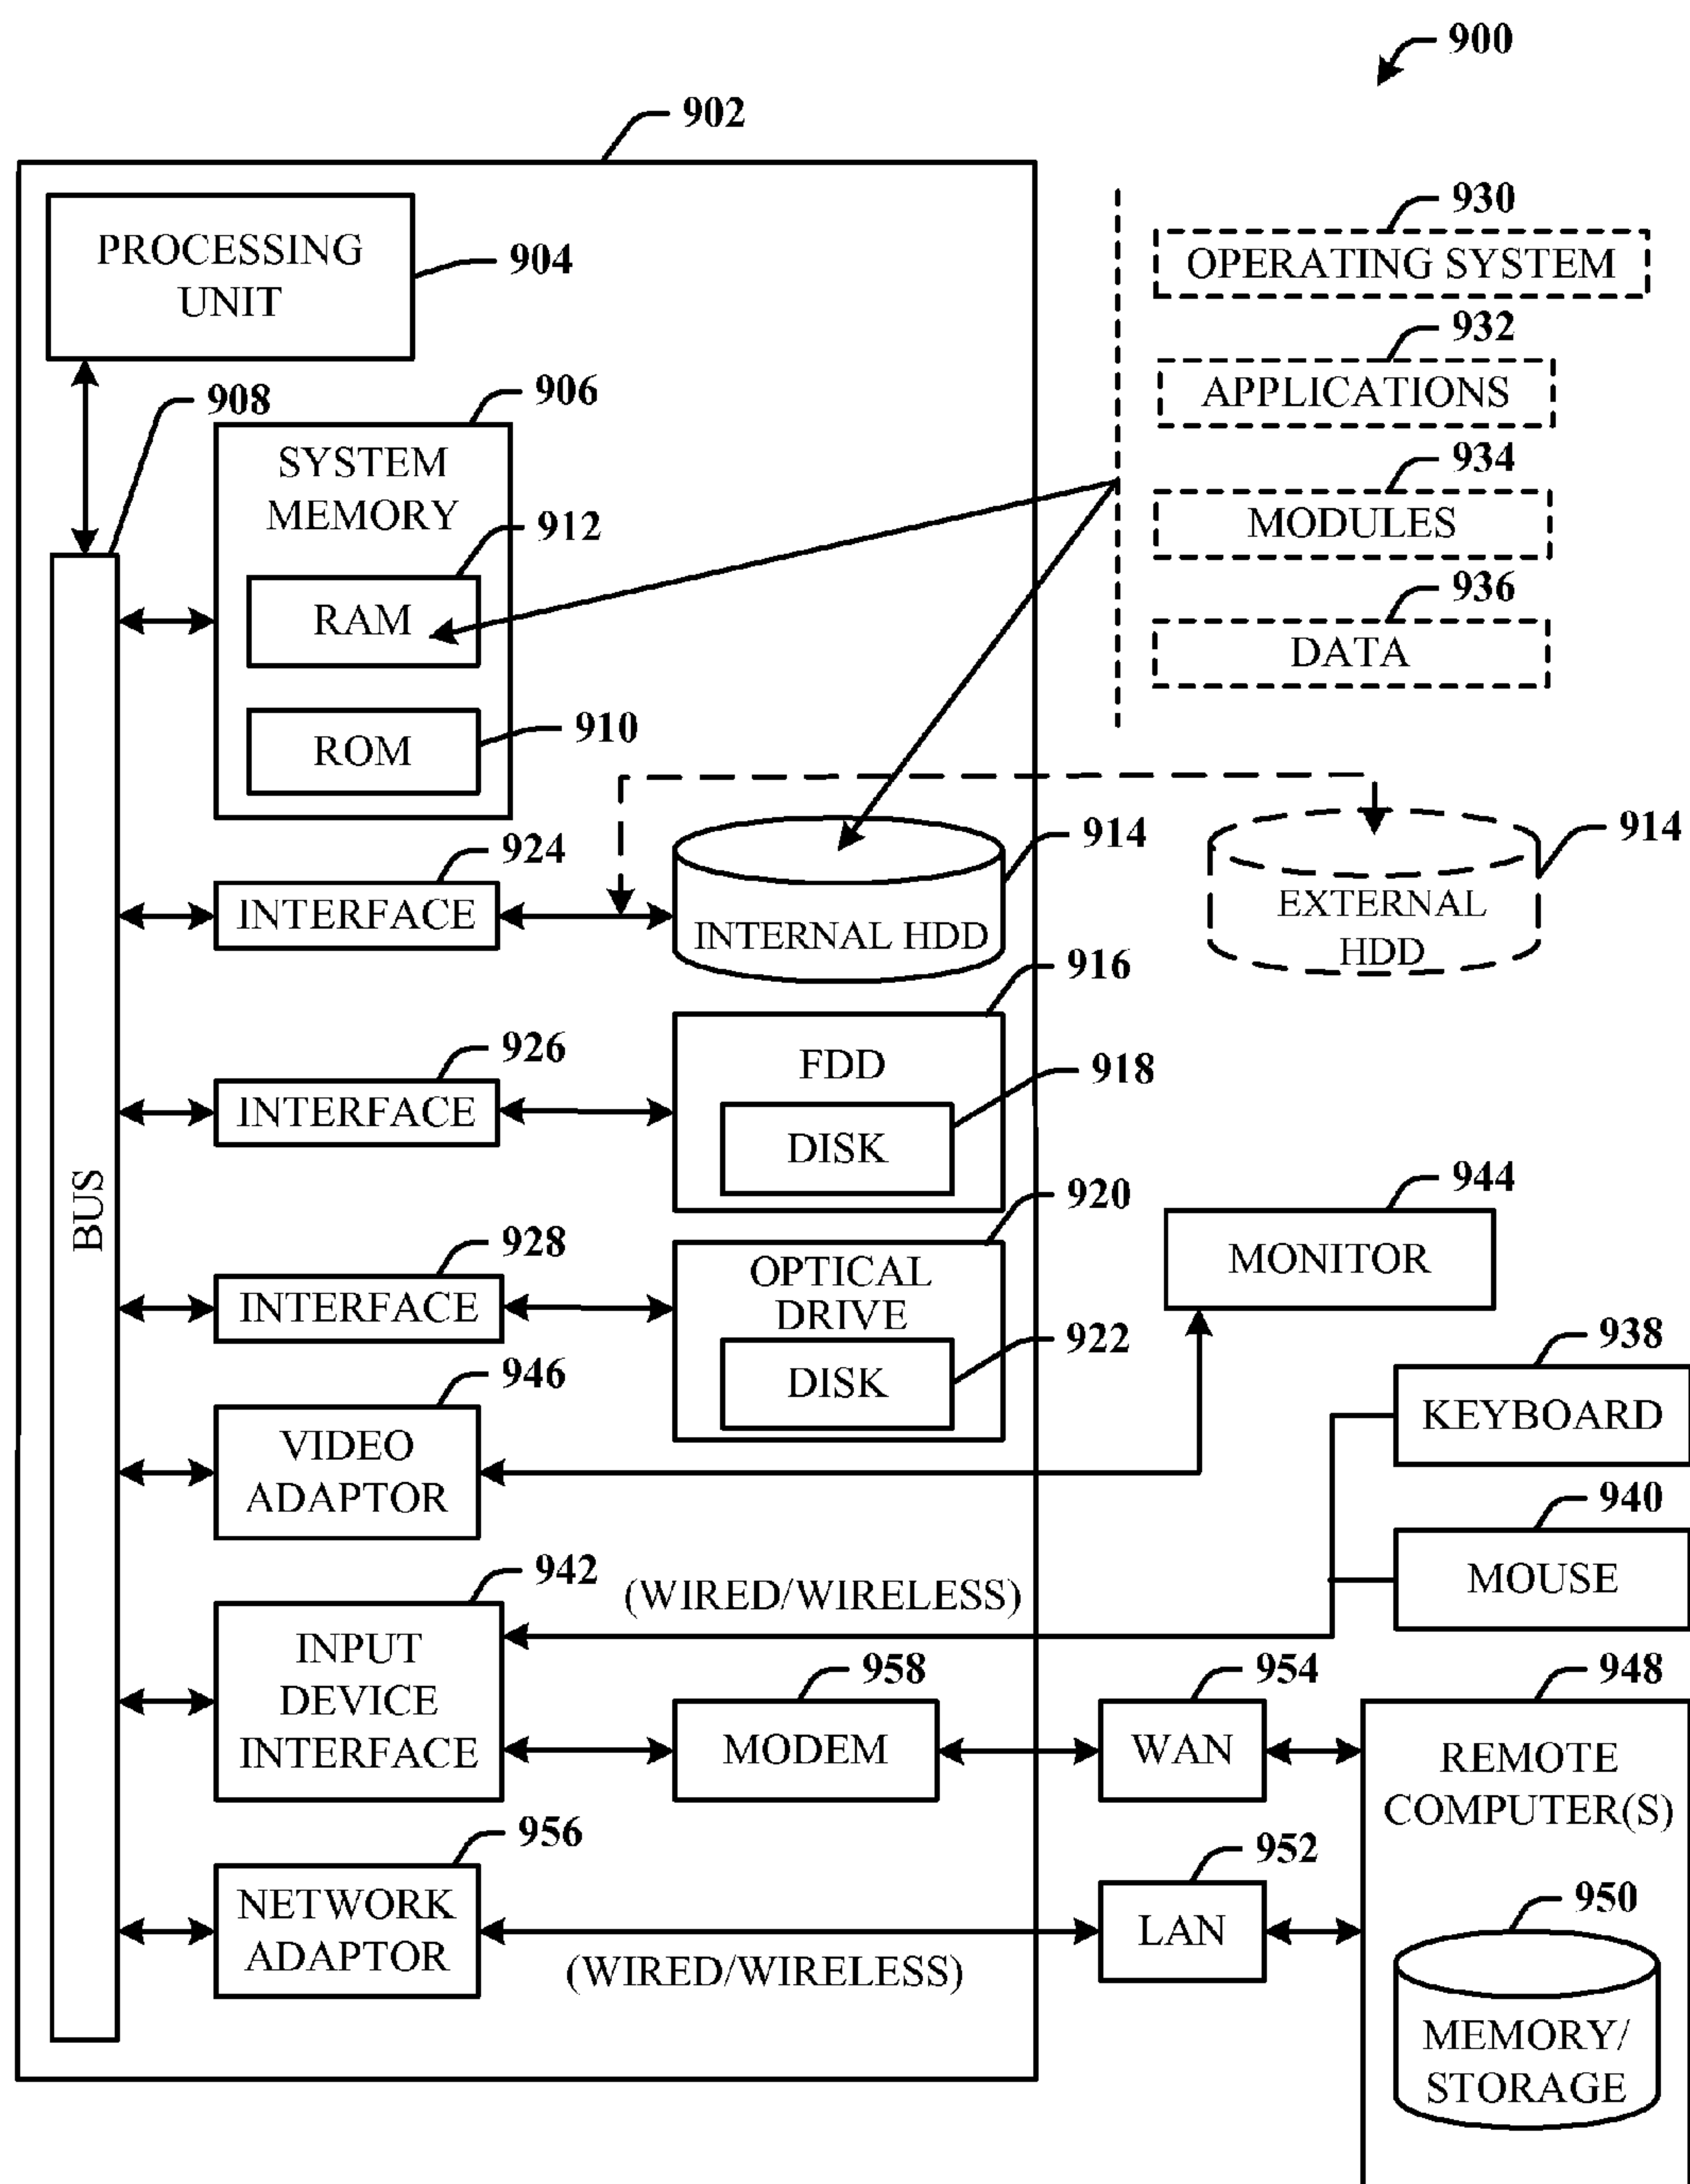 900
902
PROCESSING
UNIT
904
930
OPERATING SYSTEM
932
APPLICATIONS
934
MODULES
936
DATA
908
906
SYSTEM
MEMORY
912
RAM
910
ROM
924
INTERFACE
914
INTERNAL HDD
914
EXTERNAL
HDD
926
INTERFACE
916
FDD
918
DISK
BUS
928
INTERFACE
920
OPTICAL
DRIVE
922
DISK
944
MONITOR
946
VIDEO
ADAPTOR
938
KEYBOARD
940
MOUSE
942
(WIRED/WIRELESS)
INPUT
DEVICE
INTERFACE
958
MODEM
954
WAN
948
REMOTE
COMPUTER(S)
956
NETWORK
ADAPTOR
(WIRED/WIRELESS)
952
LAN
950
MEMORY/
STORAGE